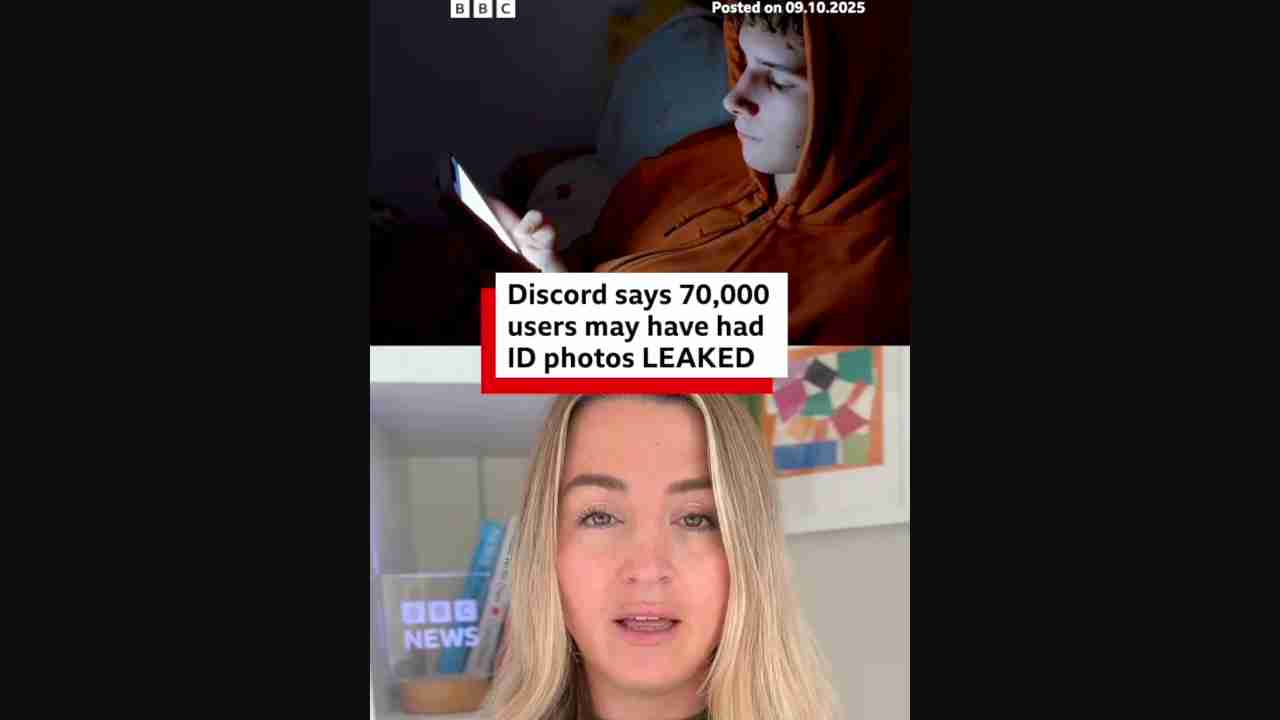 BBC
Posted on 09.10.2025
Discord says 70,000
users may have had
ID photos LEAKED
BBC
NEWS